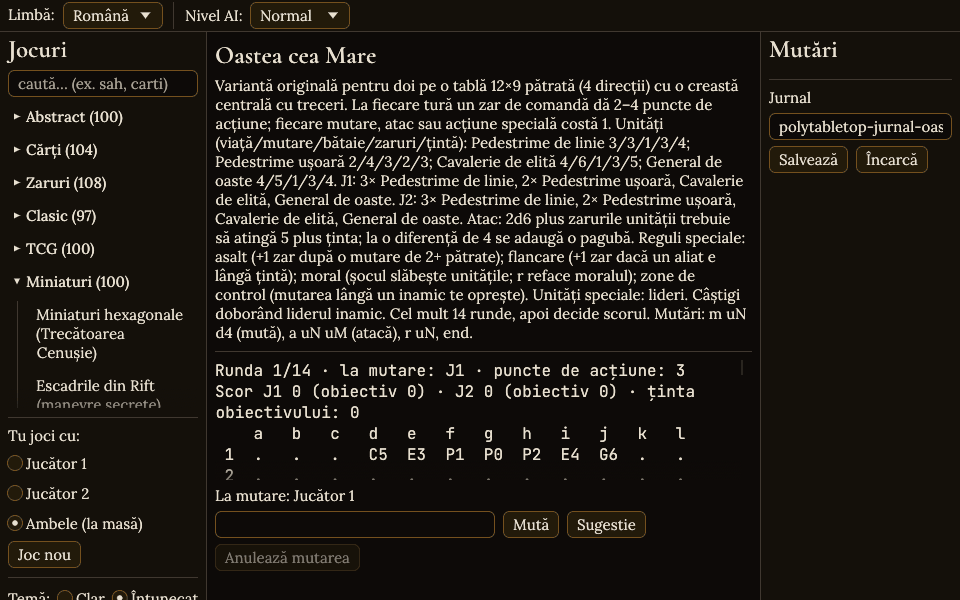 Limbă: Română ▼ Nivel AI: Normal ▼
Jocuri
caută… (ex. sah, carti)
▸ Abstract (100)
▸ Cărți (104)
▸ Zaruri (108)
▸ Clasic (97)
▸ TCG (100)
▾ Miniaturi (100)
Miniaturi hexagonale
(Trecătoarea
Cenușie)
Escadrile din Rift
(manevre secrete)
Tu joci cu:
Jucător 1
Jucător 2
Ambele (la masă)
Joc nou
Temă: Clar Întunecat
Oastea cea Mare
Variantă originală pentru doi pe o tablă 12×9 pătrată (4 direcții) cu o creastă
centrală cu treceri. La fiecare tură un zar de comandă dă 2–4 puncte de
acțiune; fiecare mutare, atac sau acțiune specială costă 1. Unități
(viață/mutare/bătaie/zaruri/țintă): Pedestrime de linie 3/3/1/3/4;
Pedestrime ușoară 2/4/3/2/3; Cavalerie de elită 4/6/1/3/5; General de
oaste 4/5/1/3/4. J1: 3× Pedestrime de linie, 2× Pedestrime ușoară, Cavalerie
de elită, General de oaste. J2: 3× Pedestrime de linie, 2× Pedestrime ușoară,
Cavalerie de elită, General de oaste. Atac: 2d6 plus zarurile unității trebuie
să atingă 5 plus ținta; la o diferență de 4 se adaugă o pagubă. Reguli speciale:
asalt (+1 zar după o mutare de 2+ pătrate); flancare (+1 zar dacă un aliat e
lângă țintă); moral (șocul slăbește unitățile; r reface moralul); zone de
control (mutarea lângă un inamic te oprește). Unități speciale: lideri. Câștigi
doborând liderul inamic. Cel mult 14 runde, apoi decide scorul. Mutări: m uN
d4 (mută), a uN uM (atacă), r uN, end.
Runda 1/14 · la mutare: J1 · puncte de acțiune: 3
Scor J1 0 (obiectiv 0) · J2 0 (obiectiv 0) · ținta
obiectivului: 0
a b c d e f g h i j k l
1 . . . C5 E3 P1 P0 P2 E4 G6 . .
2 . . . . . . . . . . . .
La mutare: Jucător 1
Mută Sugestie
Anulează mutarea
Mutări
Jurnal
polytabletop-jurnal-oas
Salvează Încarcă